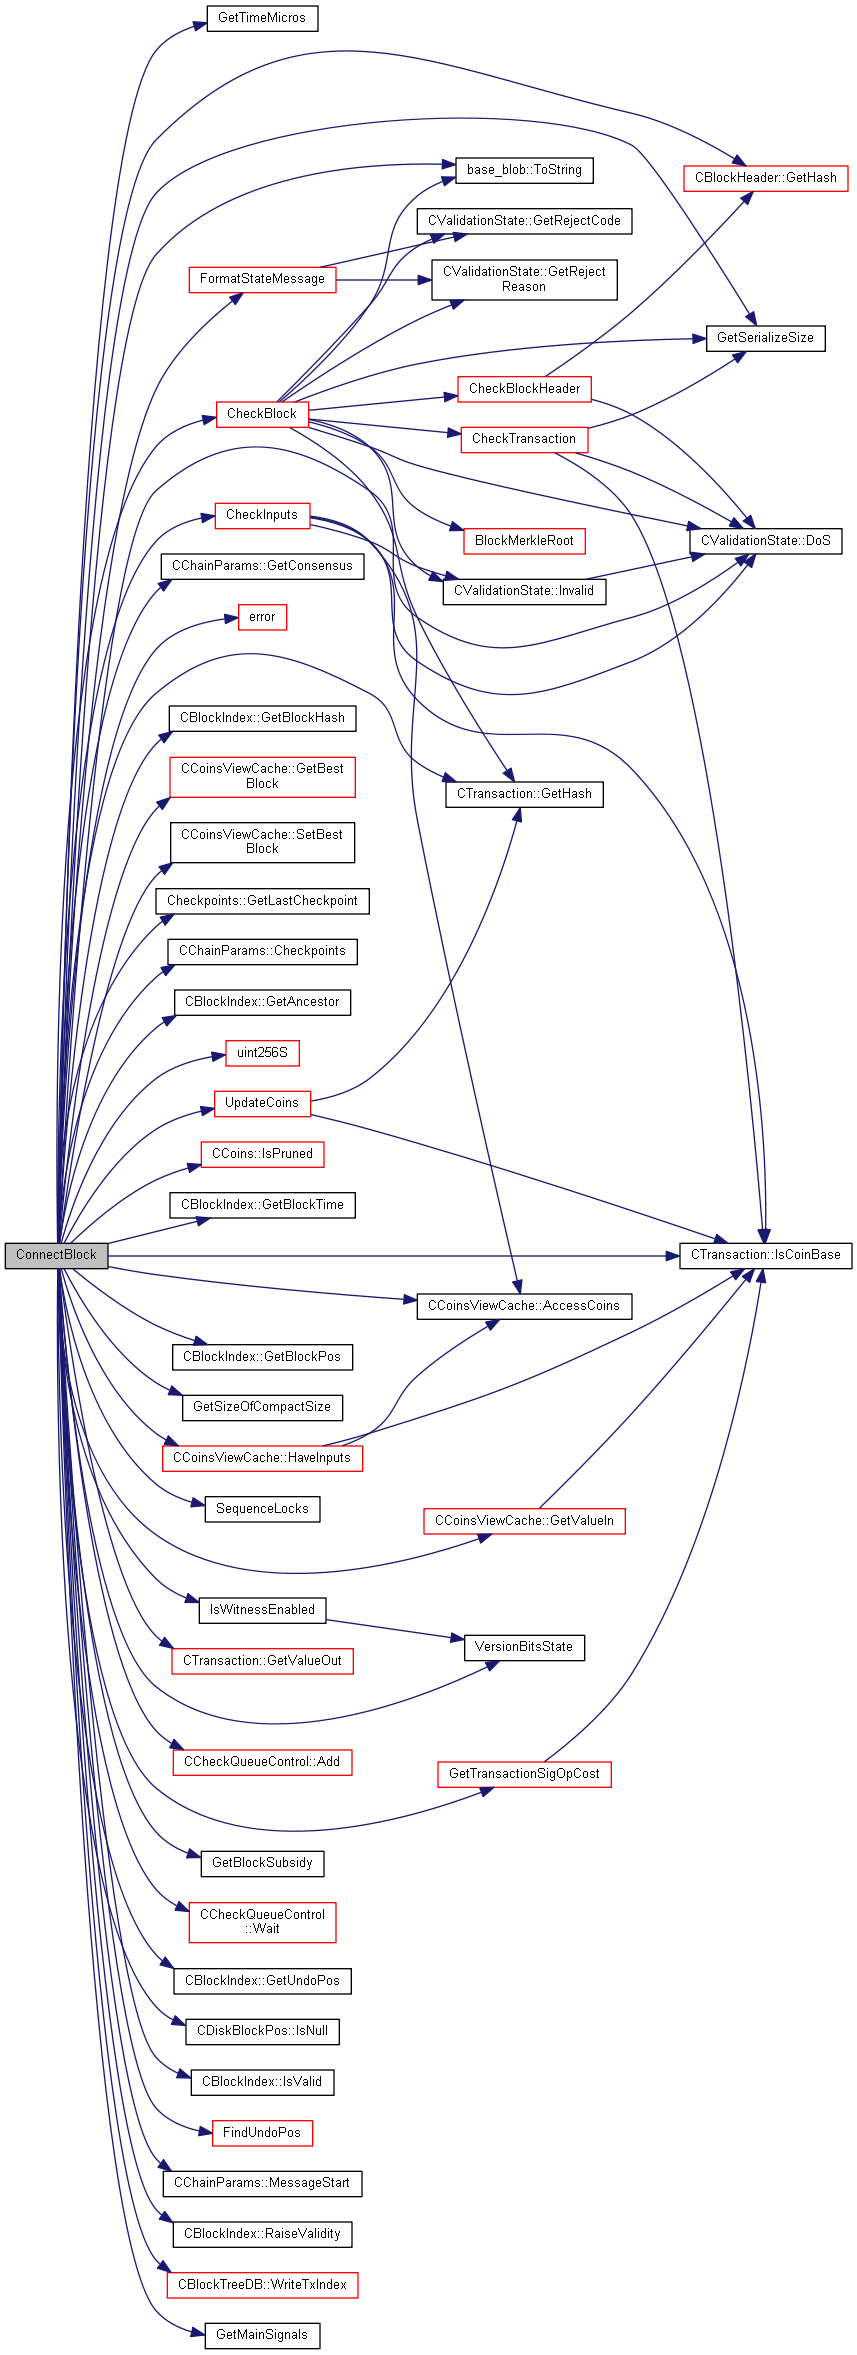 GetTimeMicros
base_blob::ToString
CBlockHeader::GetHash
CValidationState::GetRejectCode
FormatStateMessage
CValidationState::GetReject
Reason
GetSerializeSize
CheckBlockHeader
CheckBlock
CheckTransaction
CheckInputs
BlockMerkleRoot
CValidationState::DoS
CChainParams::GetConsensus
CValidationState::Invalid
error
CBlockIndex::GetBlockHash
CCoinsViewCache::GetBest
Block
CTransaction::GetHash
CCoinsViewCache::SetBest
Block
Checkpoints::GetLastCheckpoint
CChainParams::Checkpoints
CBlockIndex::GetAncestor
uint256S
UpdateCoins
CCoins::IsPruned
CBlockIndex::GetBlockTime
ConnectBlock
CTransaction::IsCoinBase
CCoinsViewCache::AccessCoins
CBlockIndex::GetBlockPos
GetSizeOfCompactSize
CCoinsViewCache::HaveInputs
SequenceLocks
CCoinsViewCache::GetValueIn
IsWitnessEnabled
VersionBitsState
CTransaction::GetValueOut
CCheckQueueControl::Add
GetTransactionSigOpCost
GetBlockSubsidy
CCheckQueueControl
::Wait
CBlockIndex::GetUndoPos
CDiskBlockPos::IsNull
CBlockIndex::IsValid
FindUndoPos
CChainParams::MessageStart
CBlockIndex::RaiseValidity
CBlockTreeDB::WriteTxIndex
GetMainSignals